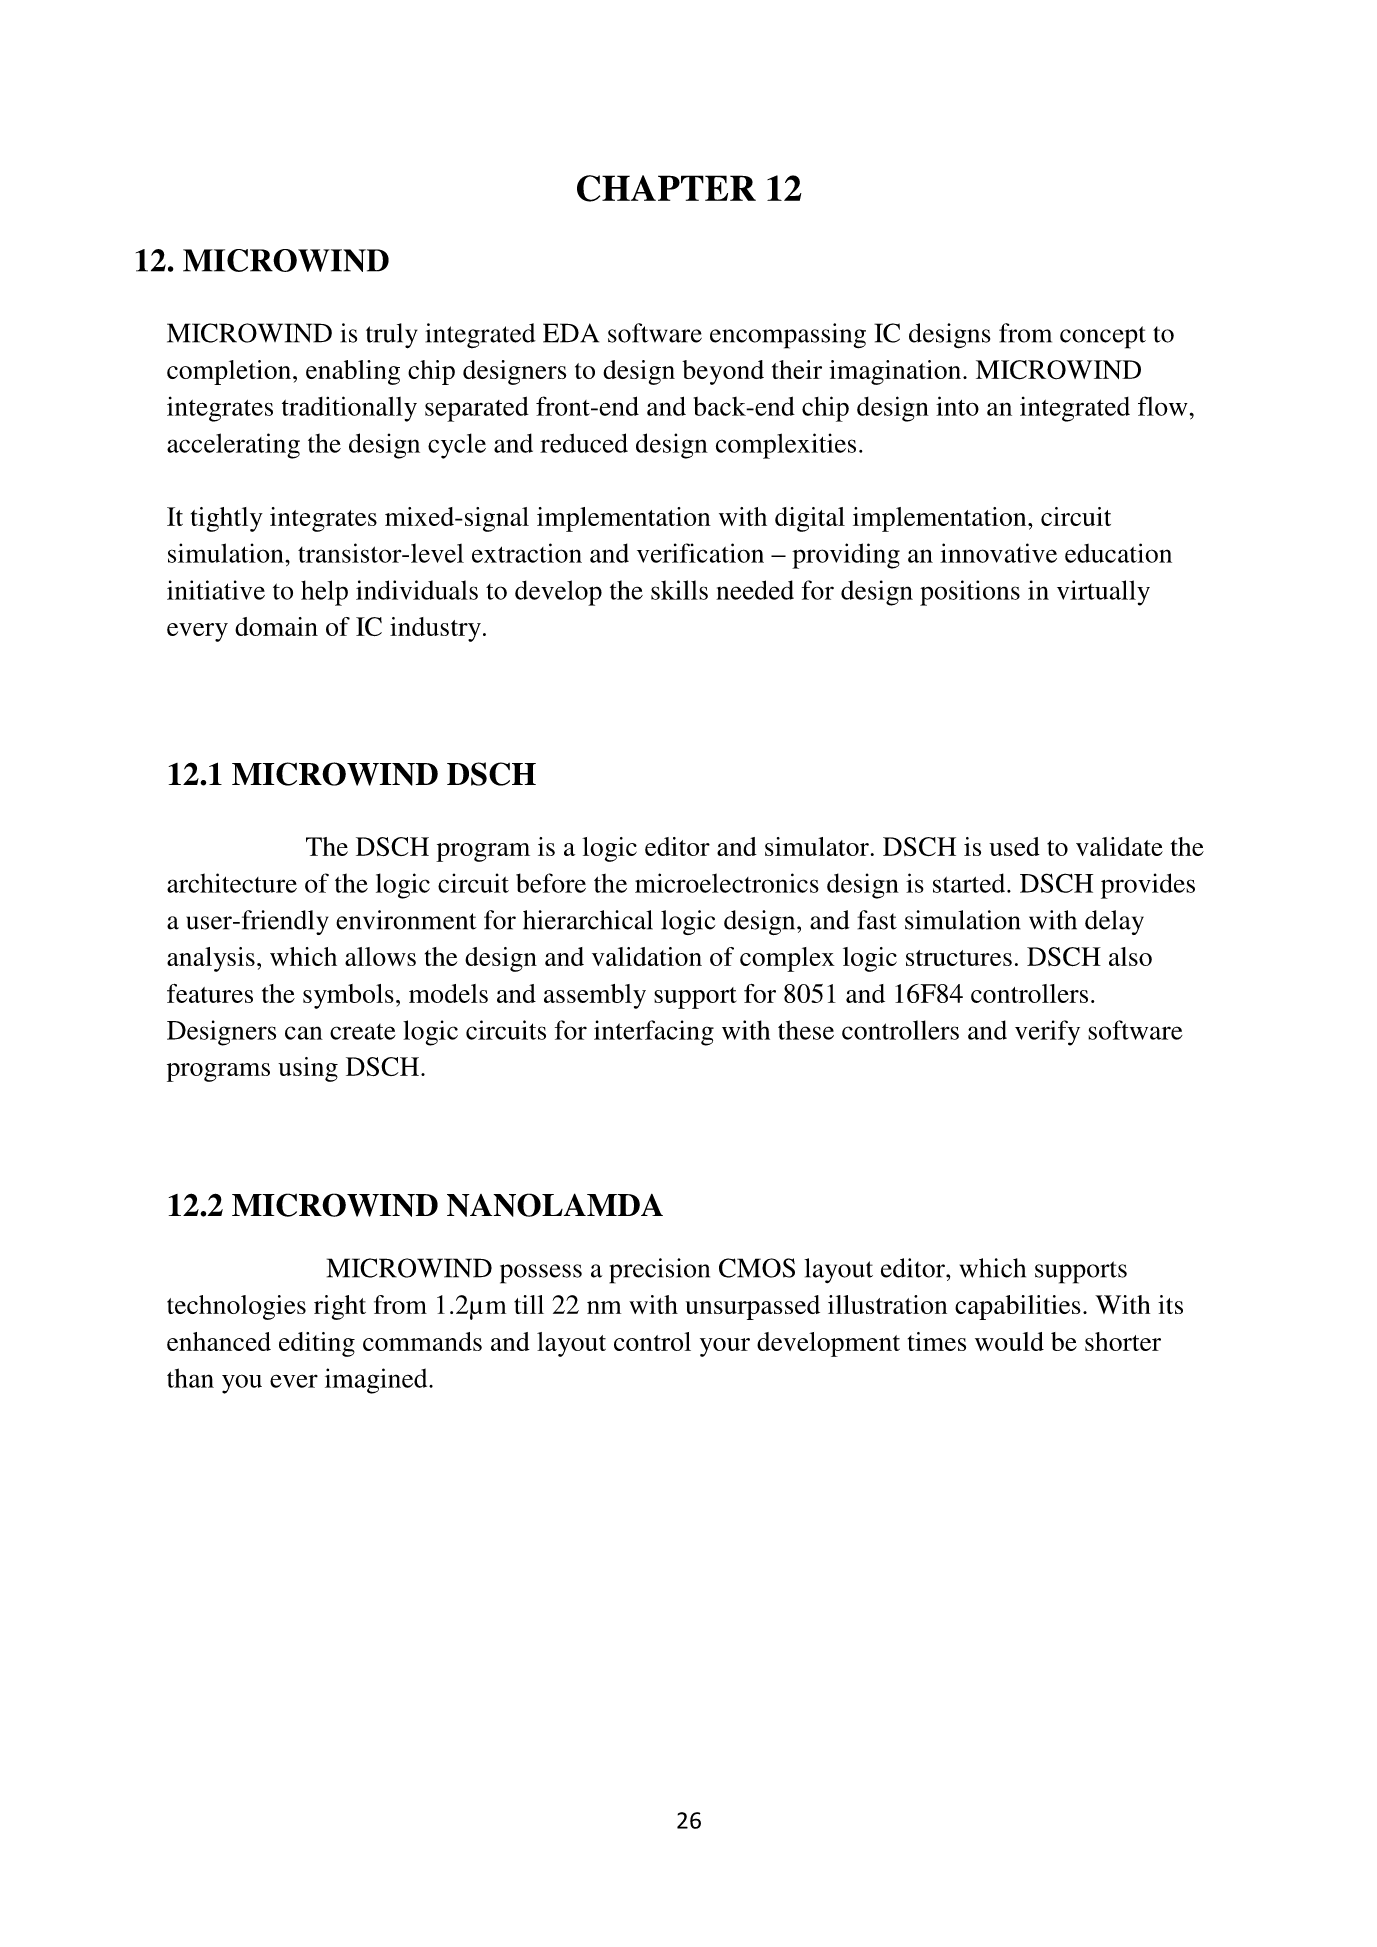 CHAPTER 12
12. MICROWIND
MICROWIND is truly integrated EDA software encompassing IC designs from concept to
completion, enabling chip designers to design beyond their imagination. MICROWIND
integrates traditionally separated front-end and back-end chip design into an integrated flow,
accelerating the design cycle and reduced design complexities.
It tightly integrates mixed-signal implementation with digital implementation, circuit
simulation, transistor-level extraction and verification – providing an innovative education
initiative to help individuals to develop the skills needed for design positions in virtually
every domain of IC industry.
12.1 MICROWIND DSCH
The DSCH program is a logic editor and simulator. DSCH is used to validate the
architecture of the logic circuit before the microelectronics design is started. DSCH provides
a user-friendly environment for hierarchical logic design, and fast simulation with delay
analysis, which allows the design and validation of complex logic structures. DSCH also
features the symbols, models and assembly support for 8051 and 16F84 controllers.
Designers can create logic circuits for interfacing with these controllers and verify software
programs using DSCH.
12.2 MICROWIND NANOLAMDA
MICROWIND possess a precision CMOS layout editor, which supports
technologies right from 1.2µm till 22 nm with unsurpassed illustration capabilities. With its
enhanced editing commands and layout control your development times would be shorter
than you ever imagined.
26